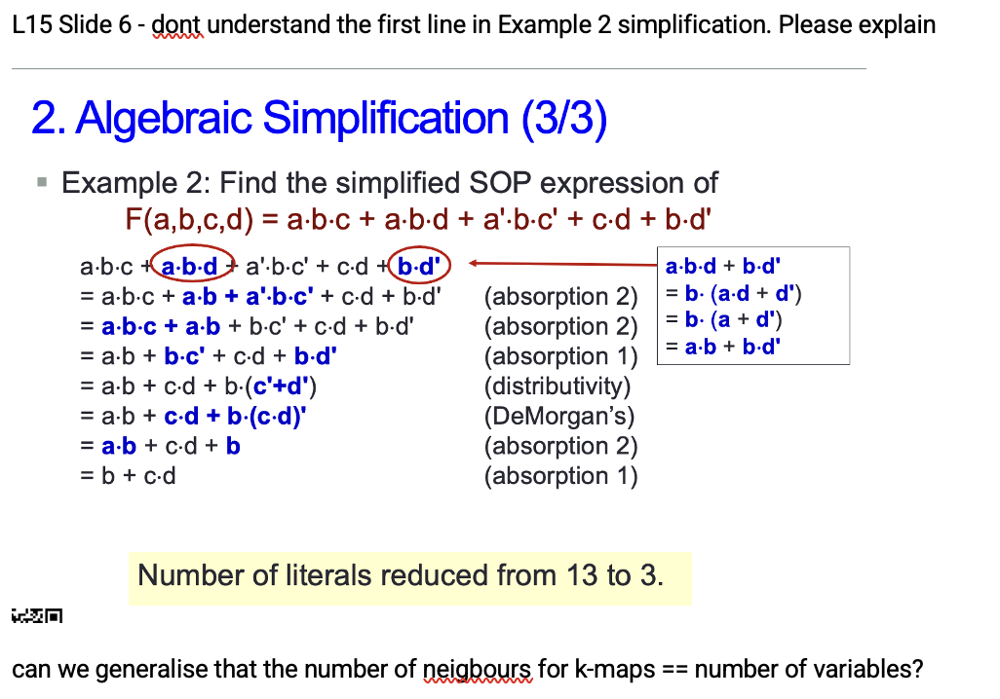 L15 Slide 6 - dont understand the first line in Example 2 simplification. Please explain
2. Algebraic Simplification (3/3)
▪ Example 2: Find the simplified SOP expression of
F(a,b,c,d) = a·b·c + a·b·d + a'·b·c' + c·d + b·d'
a·b·c + a·b·d + a'·b·c' + c·d + b·d'
= a·b·c + a·b + a'·b·c' + c·d + b·d' (absorption 2)
= a·b·c + a·b + b·c' + c·d + b·d' (absorption 2)
= a·b + b·c' + c·d + b·d' (absorption 1)
= a·b + c·d + b·(c'+d') (distributivity)
= a·b + c·d + b·(c·d)' (DeMorgan's)
= a·b + c·d + b (absorption 2)
= b + c·d (absorption 1)
a·b·d + b·d'
= b· (a·d + d')
= b· (a + d')
= a·b + b·d'
Number of literals reduced from 13 to 3.
can we generalise that the number of neigbours for k-maps == number of variables?